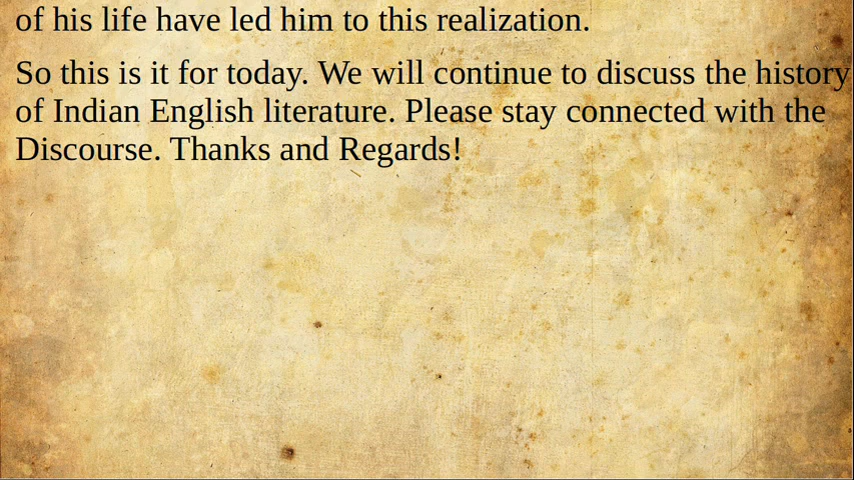 of his life have led him to this realization.
So this is it for today. We will continue to discuss the history
of Indian English literature. Please stay connected with the
Discourse. Thanks and Regards!